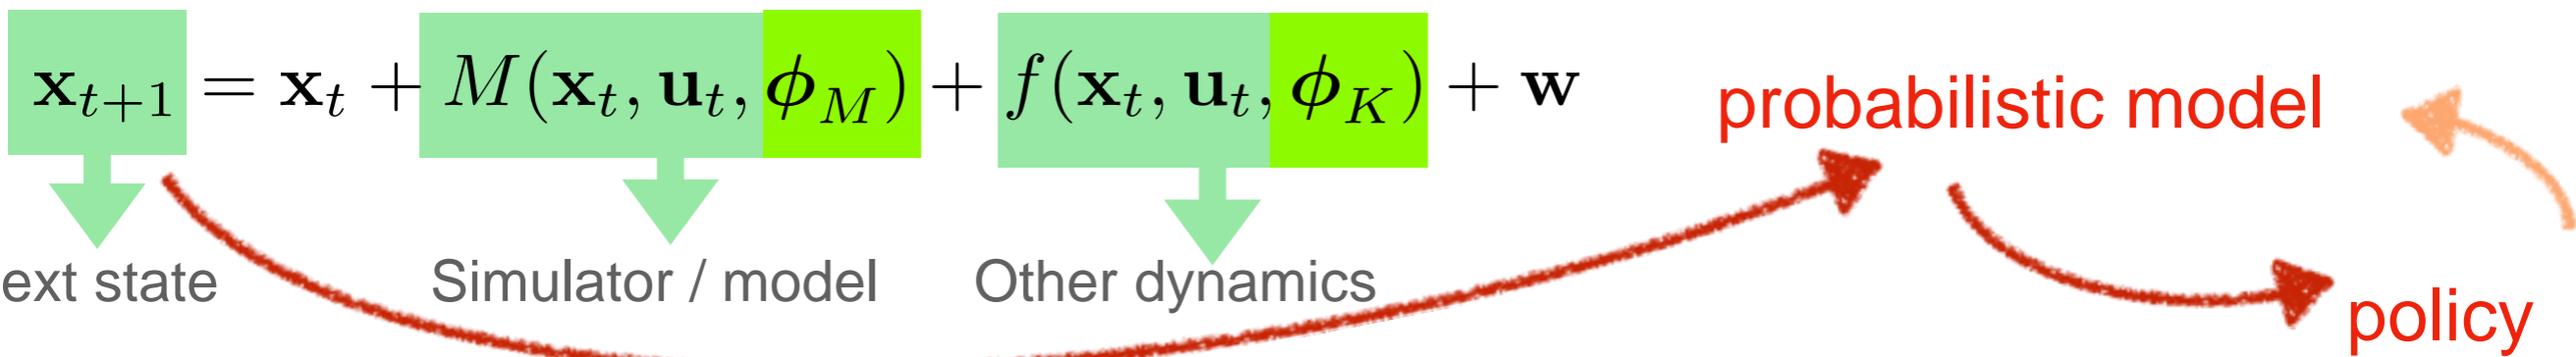 𝐱_{t+1} = 𝐱_t + M(𝐱_t, 𝐮_t, ϕ_M) + f(𝐱_t, 𝐮_t, ϕ_K) + 𝐰
probabilistic model
ext state
Simulator / model
Other dynamics
policy